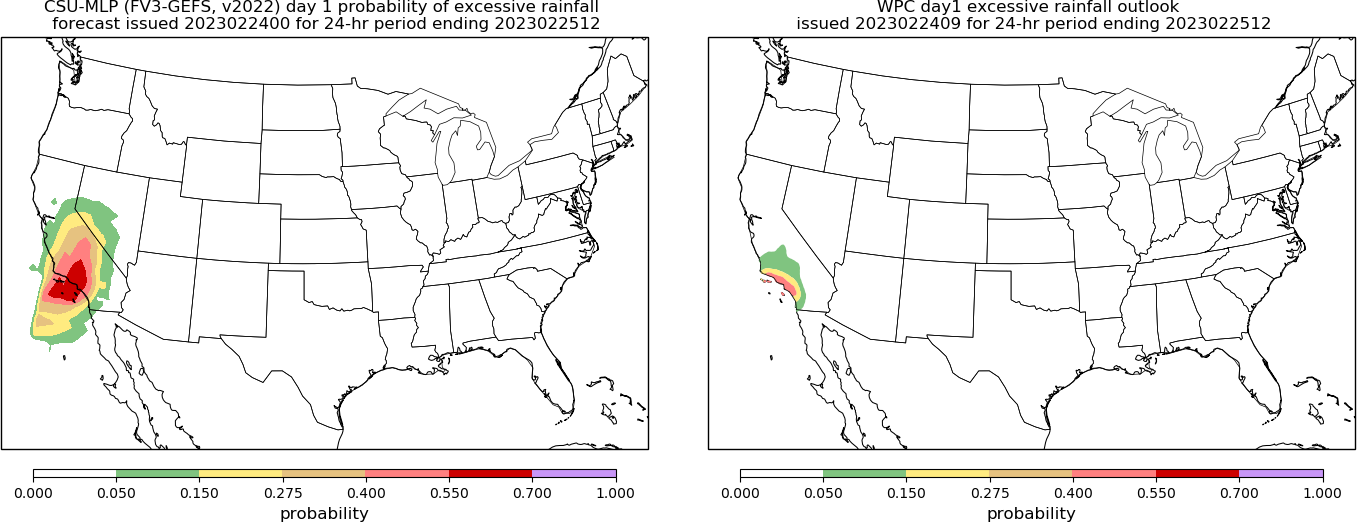 CSU-MLP (FV3-GEFS, v2022) day 1 probability of excessive rainfall
forecast issued 2023022400 for 24-hr period ending 2023022512
0.000 0.050 0.150 0.275 0.400 0.550 0.700 1.000
probability
WPC day1 excessive rainfall outlook
issued 2023022409 for 24-hr period ending 2023022512
0.000 0.050 0.150 0.275 0.400 0.550 0.700 1.000
probability